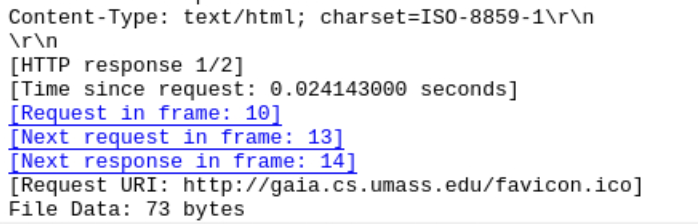 Content-Type: text/html; charset=ISO-8859-1\r\n
\r\n
[HTTP response 1/2]
[Time since request: 0.024143000 seconds]
[Request in frame: 10]
[Next request in frame: 13]
[Next response in frame: 14]
[Request URI: http://gaia.cs.umass.edu/favicon.ico]
File Data: 73 bytes